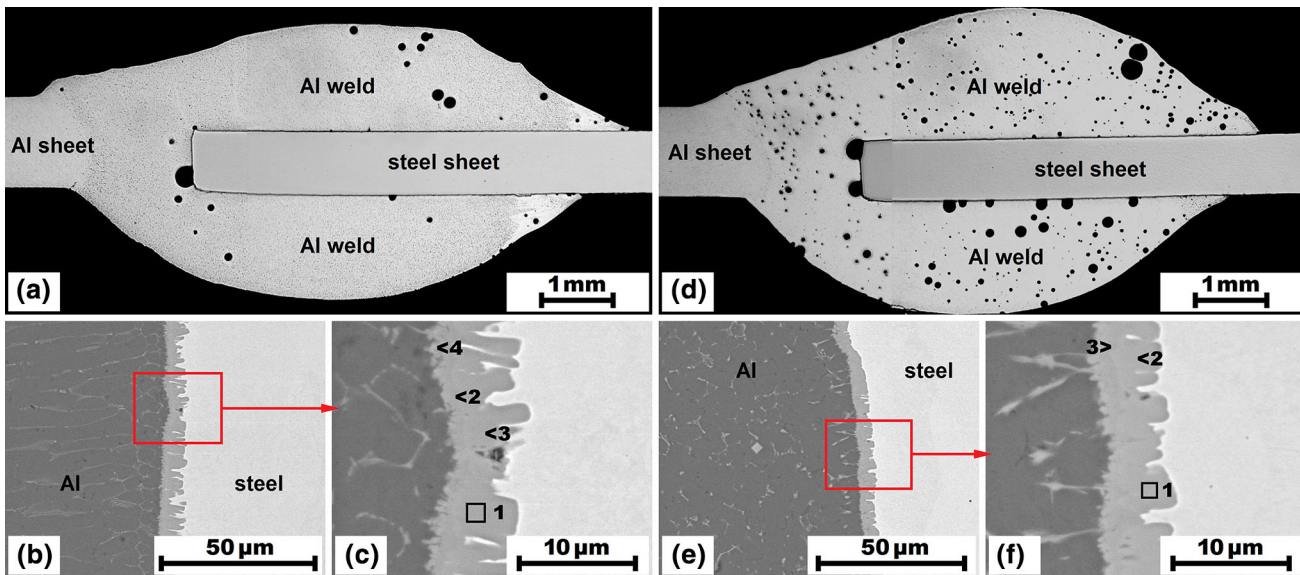 Al weld
Al sheet
steel sheet
Al weld
(a)
1 mm
Al weld
Al sheet
steel sheet
Al weld
(d)
1 mm
Al
steel
(b)
50 μm
<4
<2
<3
1
(c)
10 μm
Al
steel
(e)
50 μm
3>
<2
1
(f)
10 μm